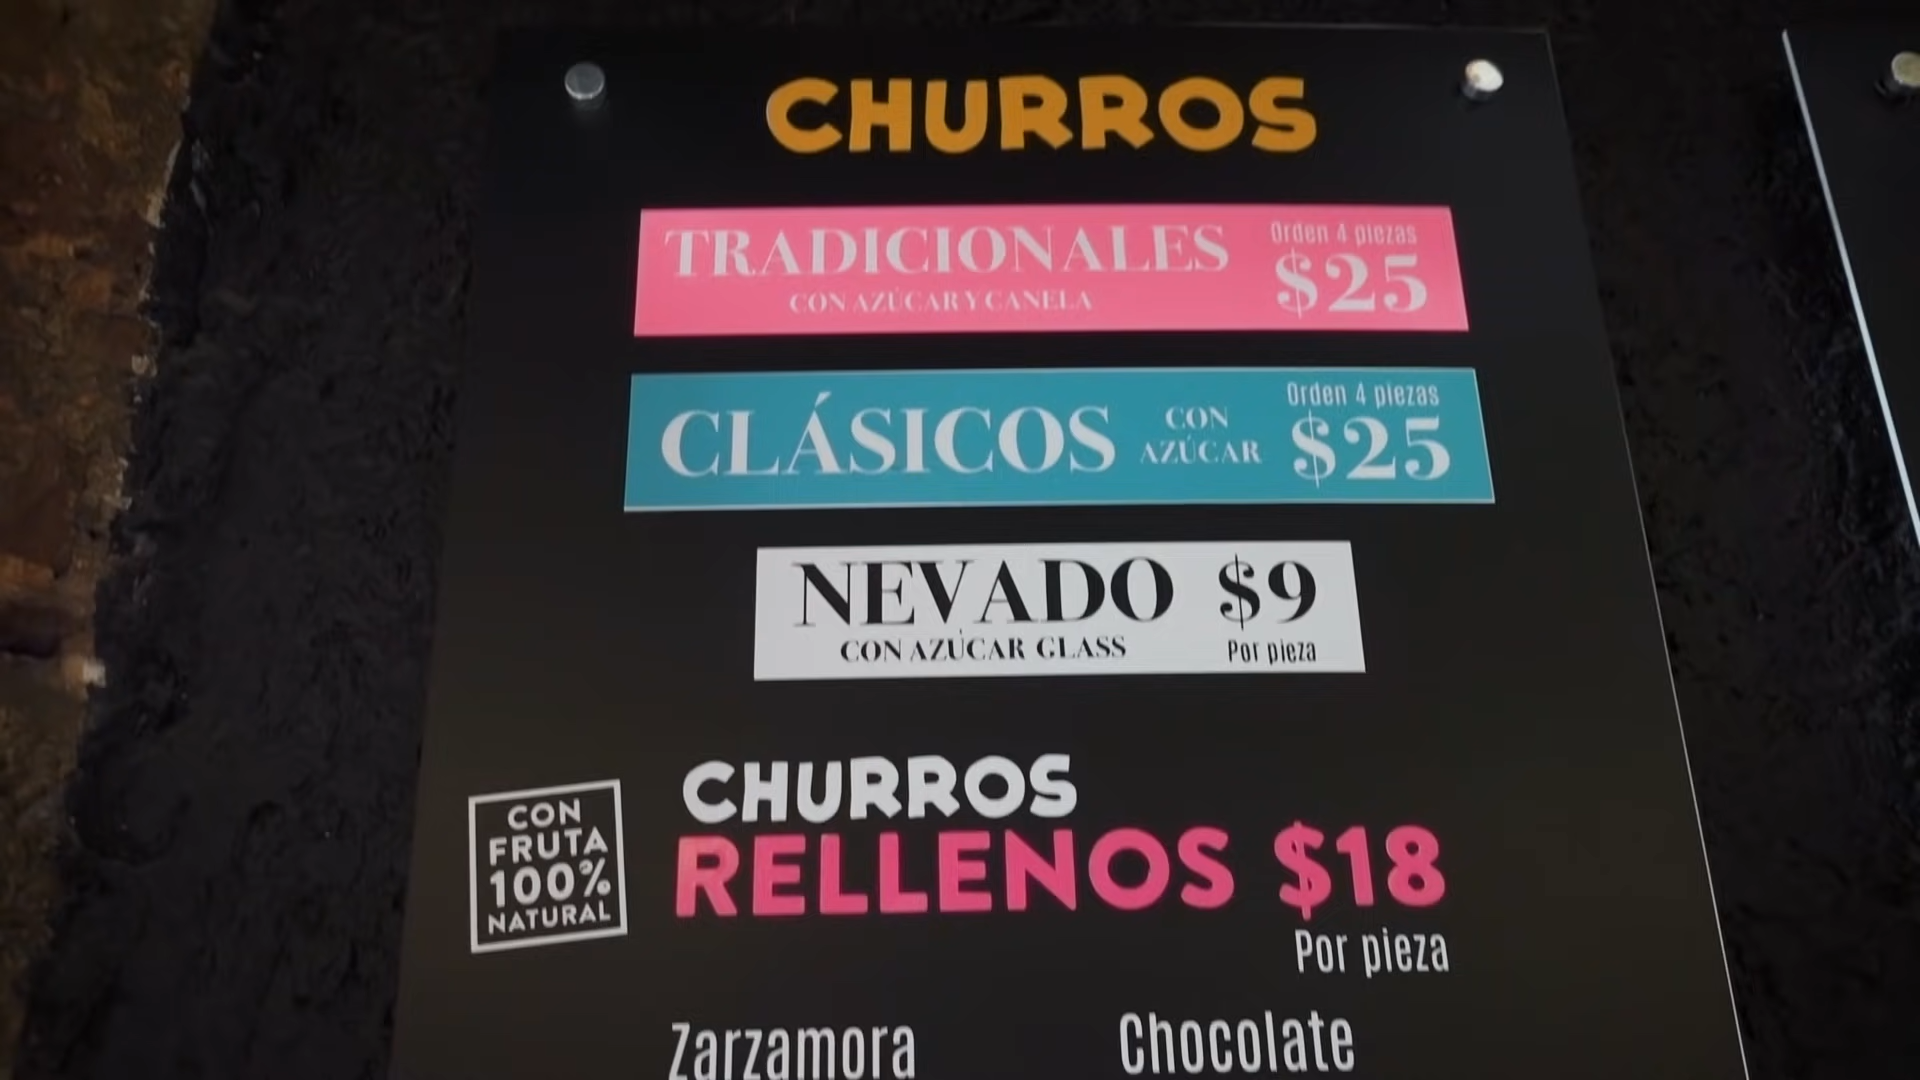 CHURROS
TRADICIONALES
CON AZÚCAR Y CANELA
Orden 4 piezas
$25
CLÁSICOS
CON
AZÚCAR
Orden 4 piezas
$25
NEVADO $9
CON AZÚCAR GLASS
Por pieza
CON
FRUTA
100%
NATURAL
CHURROS
RELLENOS $18
Por pieza
Zarzamora
Chocolate